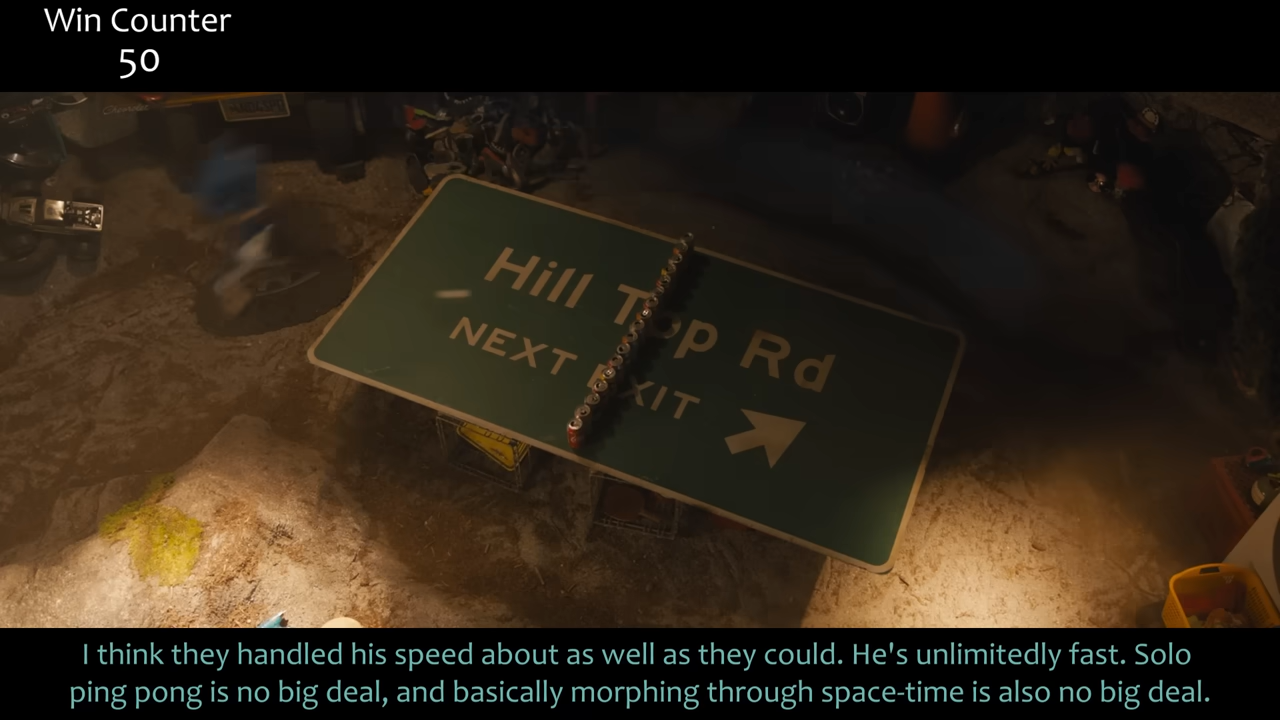 Win Counter
50
Hill Top Rd
NEXT EXIT
I think they handled his speed about as well as they could. He's unlimitedly fast. Solo
ping pong is no big deal, and basically morphing through space-time is also no big deal.